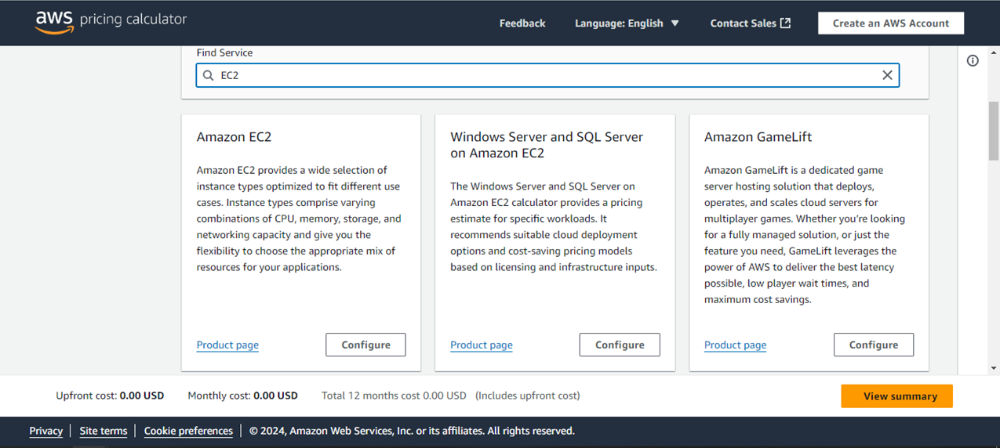 aws pricing calculator
Feedback
Language: English
Contact Sales
Create an AWS Account
Find Service
EC2
Amazon EC2
Amazon EC2 provides a wide selection of
instance types optimized to fit different use
cases. Instance types comprise varying
combinations of CPU, memory, storage, and
networking capacity and give you the
flexibility to choose the appropriate mix of
resources for your applications.
Product page
Configure
Windows Server and SQL Server
on Amazon EC2
The Windows Server and SQL Server on
Amazon EC2 calculator provides a pricing
estimate for specific workloads. It
recommends suitable cloud deployment
options and cost-saving pricing models
based on licensing and infrastructure inputs.
Product page
Configure
Amazon GameLift
Amazon GameLift is a dedicated game
server hosting solution that deploys,
operates, and scales cloud servers for
multiplayer games. Whether you're looking
for a fully managed solution, or just the
feature you need, GameLift leverages the
power of AWS to deliver the best latency
possible, low player wait times, and
maximum cost savings.
Product page
Configure
Upfront cost: 0.00 USD
Monthly cost: 0.00 USD
Total 12 months cost 0.00 USD (Includes upfront cost)
View summary
Privacy
Site terms
Cookie preferences
© 2024, Amazon Web Services, Inc. or its affiliates. All rights reserved.